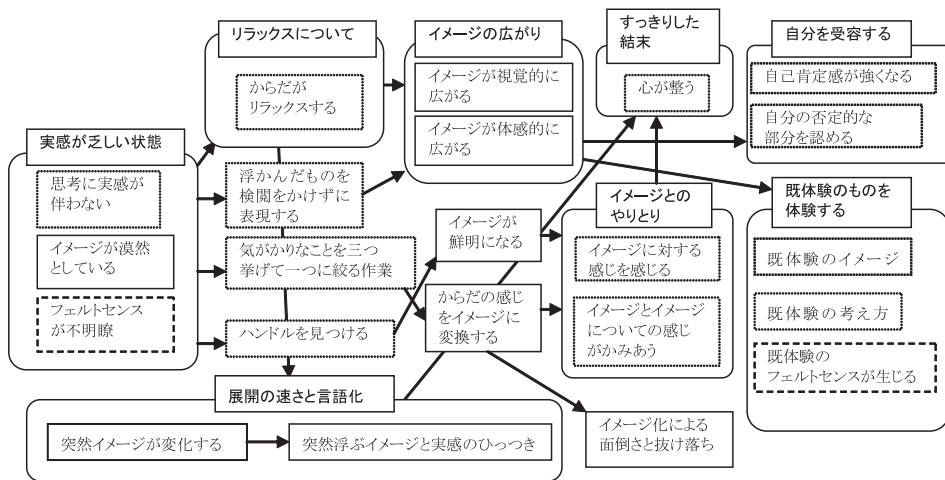 リラックスについて
からだが
リラックスする
イメージの広がり
イメージが視覚的に
広がる
イメージが体感的に
広がる
すっきりした
結末
心が整う
自分を受容する
自己肯定感が強くなる
自分の否定的な
部分を認める
実感が乏しい状態
思考に実感が
伴わない
イメージが漠然
としている
フェルトセンス
が不明瞭
浮かんだものを
検閲をかけずに
表現する
気がかりなことを三つ
挙げて一つに絞る作業
ハンドルを見つける
イメージが
鮮明になる
からだの感じ
をイメージに
変換する
イメージとの
やりとり
イメージに対する
感じを感じる
イメージとイメージ
についての感じ
がかみあう
既体験のものを
体験する
既体験のイメージ
既体験の考え方
既体験の
フェルトセンスが生じる
展開の速さと言語化
突然イメージが変化する
突然浮ぶイメージと実感のひっつき
イメージ化による
面倒さと抜け落ち